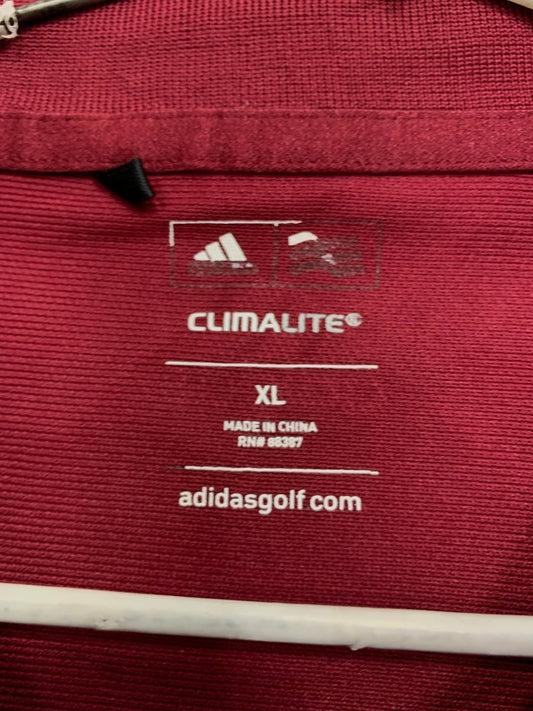 CLIMALITE®
XL
MADE IN CHINA
RN# 88387
adidasgolf.com